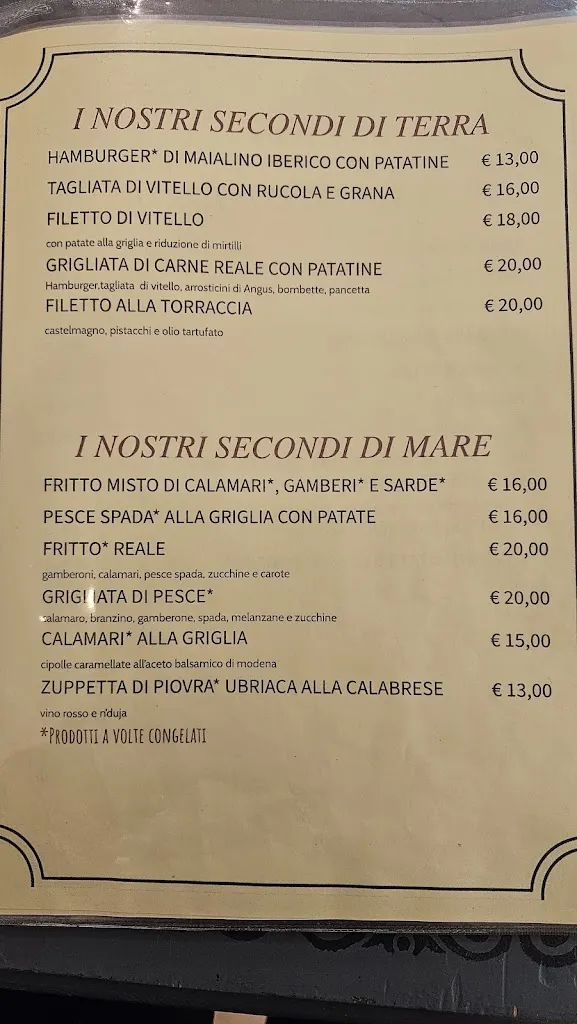 I NOSTRI SECONDI DI TERRA
HAMBURGER* DI MAIALINO IBERICO CON PATATINE € 13,00
TAGLIATA DI VITELLO CON RUCOLA E GRANA € 16,00
FILETTO DI VITELLO € 18,00
con patate alla griglia e riduzione di mirtilli
GRIGLIATA DI CARNE REALE CON PATATINE € 20,00
Hamburger,tagliata di vitello, arrosticini di Angus, bombette, pancetta
FILETTO ALLA TORRACCIA € 20,00
castelmagno, pistacchi e olio tartufato
I NOSTRI SECONDI DI MARE
FRITTO MISTO DI CALAMARI*, GAMBERI* E SARDE* € 16,00
PESCE SPADA* ALLA GRIGLIA CON PATATE € 16,00
FRITTO* REALE € 20,00
gamberoni, calamari, pesce spada, zucchine e carote
GRIGLIATA DI PESCE* € 20,00
calamaro, branzino, gamberone, spada, melanzane e zucchine
CALAMARI* ALLA GRIGLIA € 15,00
cipolle caramellate all'aceto balsamico di modena
ZUPPETTA DI PIOVRA* UBRIACA ALLA CALABRESE € 13,00
vino rosso e n'duja
*PRODOTTI A VOLTE CONGELATI